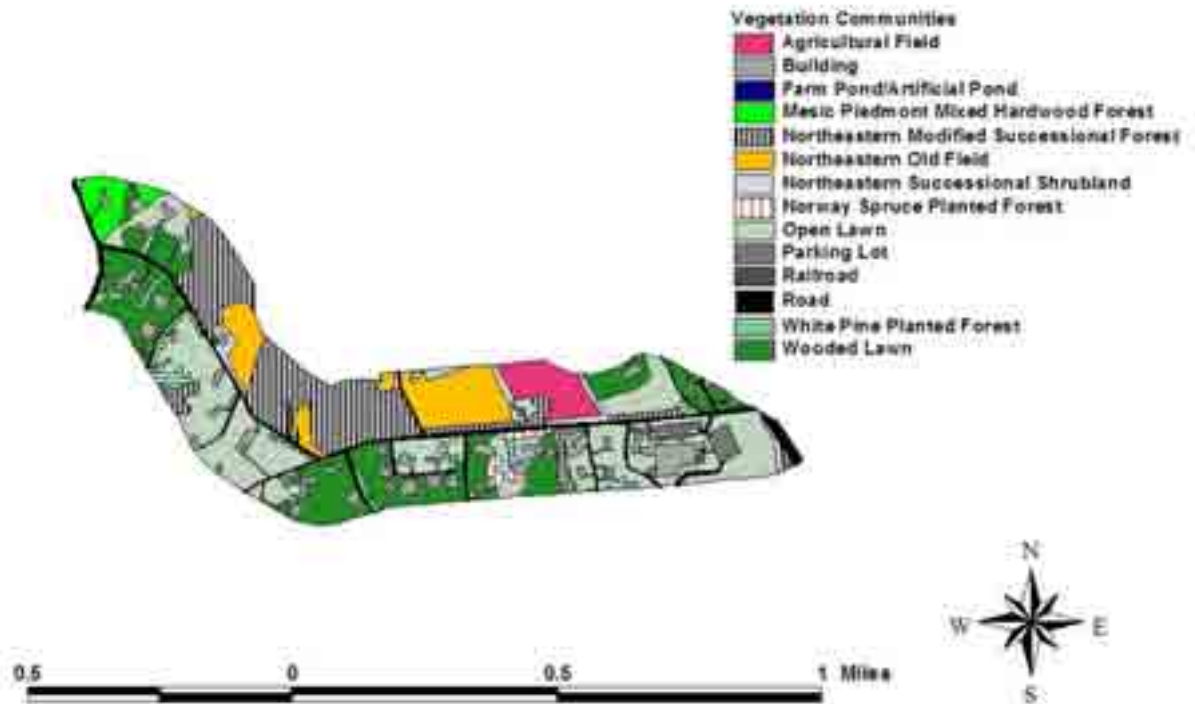 Vegetation Communities
Agricultural Field
Building
Farm Pond/Artificial Pond
Mesic Piedmont Mixed Hardwood Forest
Northeastern Modified Successional Forest
Northeastern Old Field
Northeastern Successional Shrubland
Norway Spruce Planted Forest
Open Lawn
Parking Lot
Railroad
Road
White Pine Planted Forest
Wooded Lawn
N
W E
S
0.5 0 0.5 1 Miles